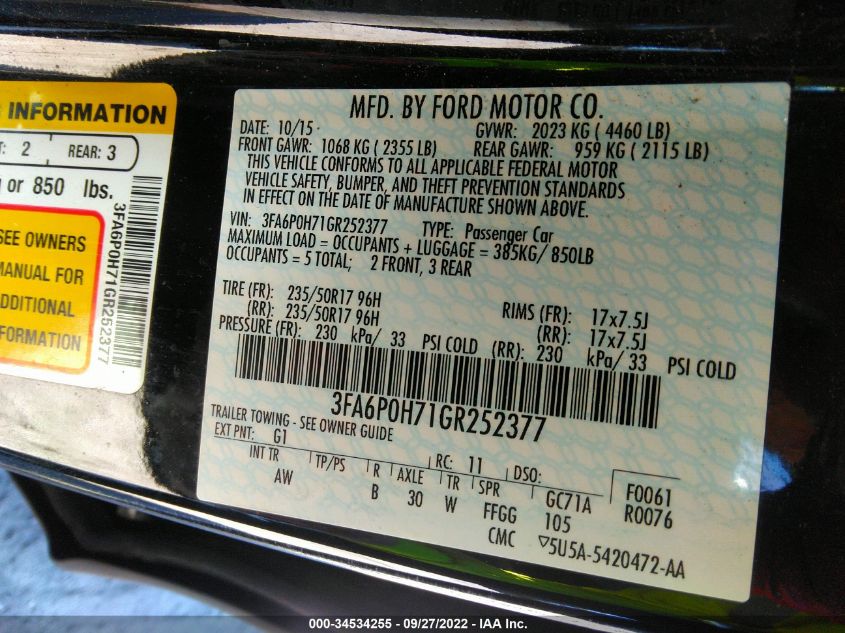 INFORMATION
2 REAR: 3
or 850 lbs.
SEE OWNERS
MANUAL FOR
ADDITIONAL
INFORMATION
3FA6P0H71GR252377
MFD. BY FORD MOTOR CO.
DATE: 10/15 GVWR: 2023 KG ( 4460 LB)
FRONT GAWR: 1068 KG ( 2355 LB) REAR GAWR: 959 KG ( 2115 LB)
THIS VEHICLE CONFORMS TO ALL APPLICABLE FEDERAL MOTOR
VEHICLE SAFETY, BUMPER, AND THEFT PREVENTION STANDARDS
IN EFFECT ON THE DATE OF MANUFACTURE SHOWN ABOVE.
VIN: 3FA6P0H71GR252377 TYPE: Passenger Car
MAXIMUM LOAD = OCCUPANTS + LUGGAGE = 385KG/ 850LB
OCCUPANTS = 5 TOTAL; 2 FRONT, 3 REAR
TIRE (FR): 235/50R17 96H RIMS (FR): 17x7.5J
(RR): 235/50R17 96H (RR): 17x7.5J
PRESSURE (FR): 230 kPa/ 33 PSI COLD (RR): 230 kPa/ 33 PSI COLD
3FA6P0H71GR252377
TRAILER TOWING - SEE OWNER GUIDE
EXT PNT: G1 RC: 11 DSO:
INT TR TP/PS R AXLE TR SPR GC71A F0061
AW B 30 W FFGG 105 R0076
CMC ▽5U5A-5420472-AA
000-34534255 - 09/27/2022 - IAA Inc.